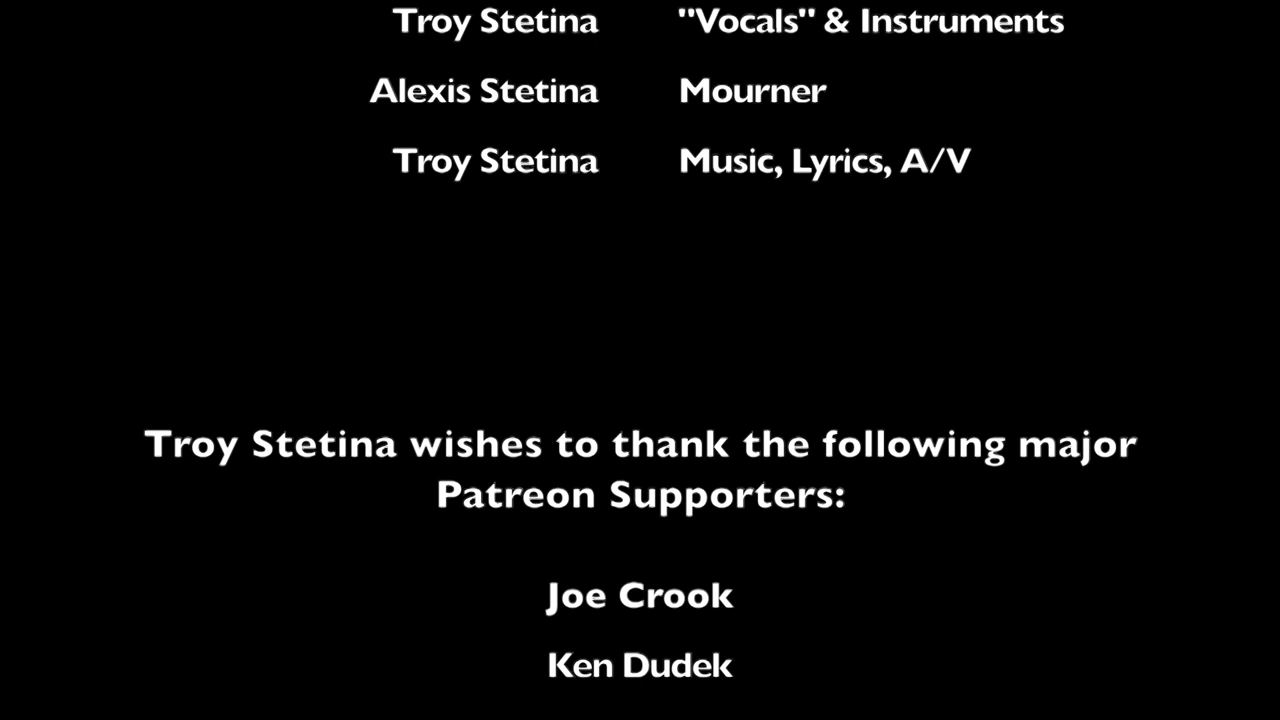 Troy Stetina "Vocals" & Instruments
Alexis Stetina Mourner
Troy Stetina Music, Lyrics, A/V
Troy Stetina wishes to thank the following major
Patreon Supporters:
Joe Crook
Ken Dudek